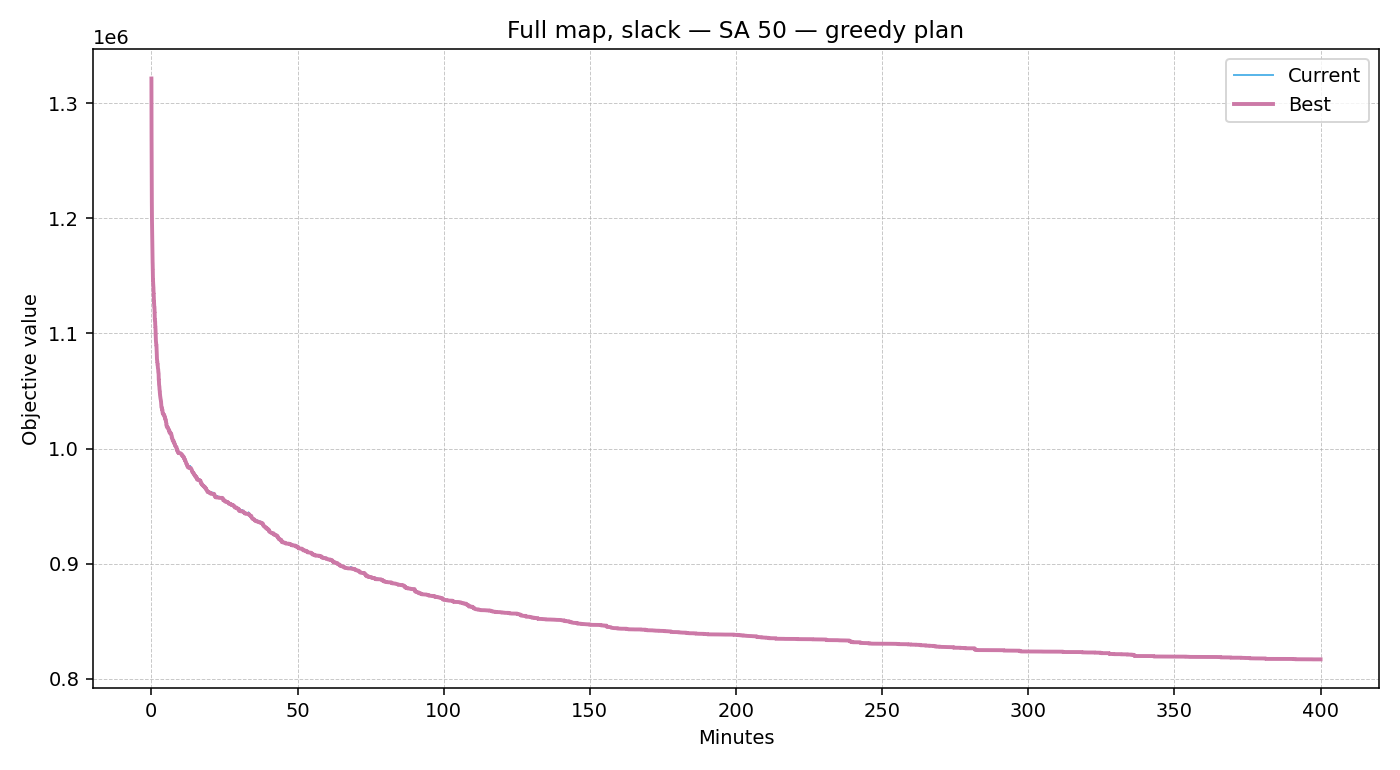 Full map, slack — SA 50 — greedy plan
1e6
Current
Best
1.3
1.2
1.1
1.0
0.9
0.8
Objective value
0 50 100 150 200 250 300 350 400
Minutes